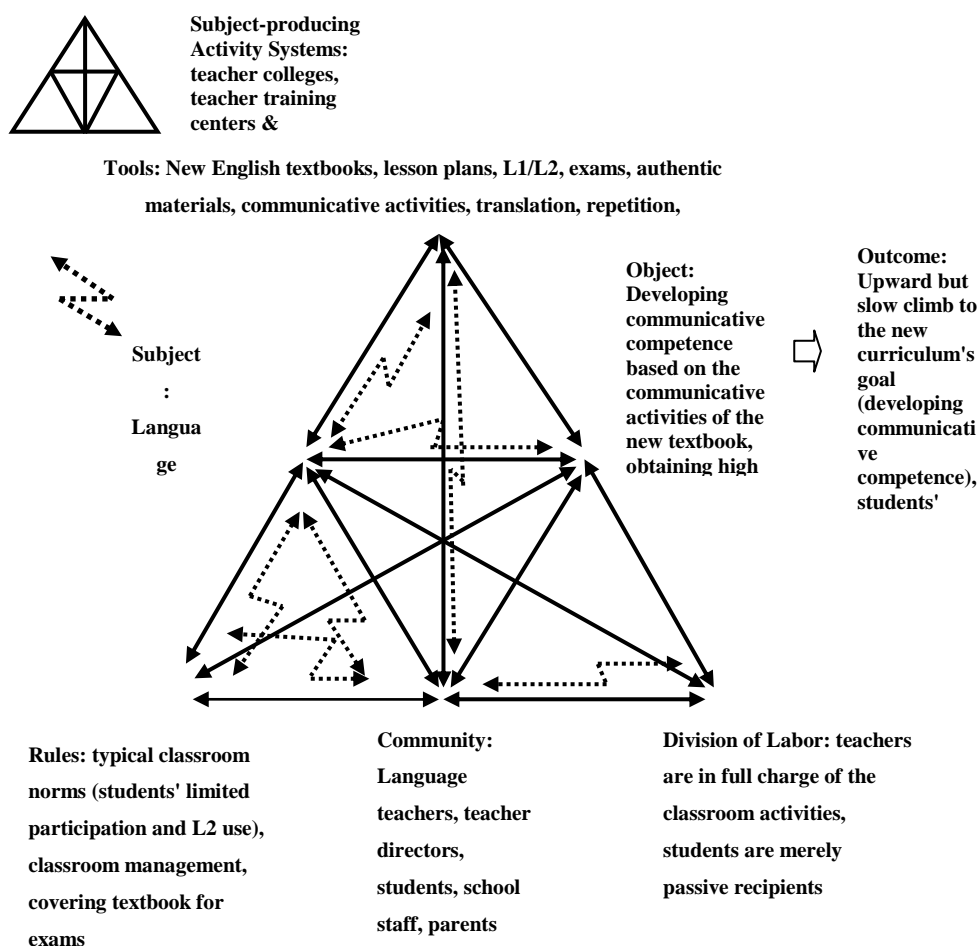 Subject-producing
Activity Systems:
teacher colleges,
teacher training
centers &
Tools: New English textbooks, lesson plans, L1/L2, exams, authentic
materials, communicative activities, translation, repetition,
Subject
:
Langua
ge
Object:
Developing
communicative
competence
based on the
communicative
activities of the
new textbook,
obtaining high
Outcome:
Upward but
slow climb to
the new
curriculum's
goal
(developing
communicati
ve
competence),
students'
Rules: typical classroom
norms (students' limited
participation and L2 use),
classroom management,
covering textbook for
exams
Community:
Language
teachers, teacher
directors,
students, school
staff, parents
Division of Labor: teachers
are in full charge of the
classroom activities,
students are merely
passive recipients